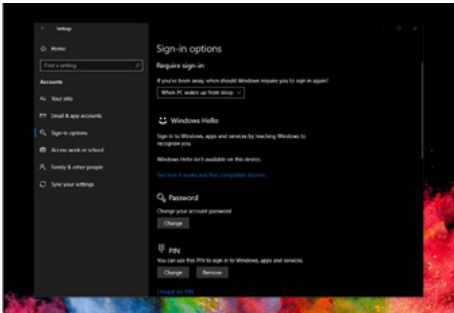 Settings
Home
Find a setting
Accounts
Your info
Email & app accounts
Sign-in options
Access work or school
Family & other people
Sync your settings
Sign-in options
Require sign-in
If you've been away, when should Windows require you to sign in again?
When PC wakes up from sleep
Windows Hello
Sign in to Windows, apps and services by teaching Windows to
recognise you.
Windows Hello isn't available on this device.
See how it works and find compatible devices.
Password
Change your account password
Change
PIN
You can use this PIN to sign in to Windows, apps and services.
Change
Remove
I forgot my PIN